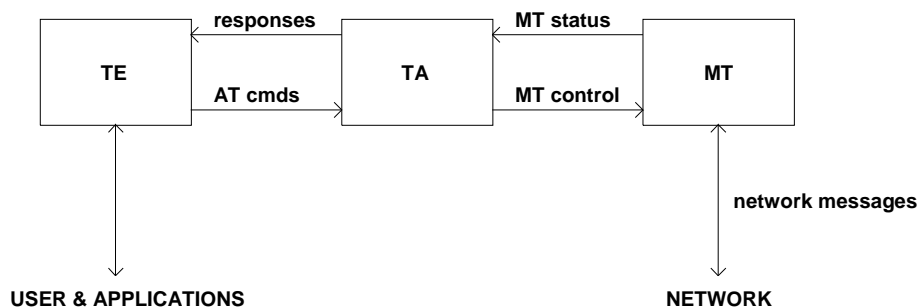 responses
MT status
TE
TA
MT
AT cmds
MT control
network messages
USER & APPLICATIONS
NETWORK